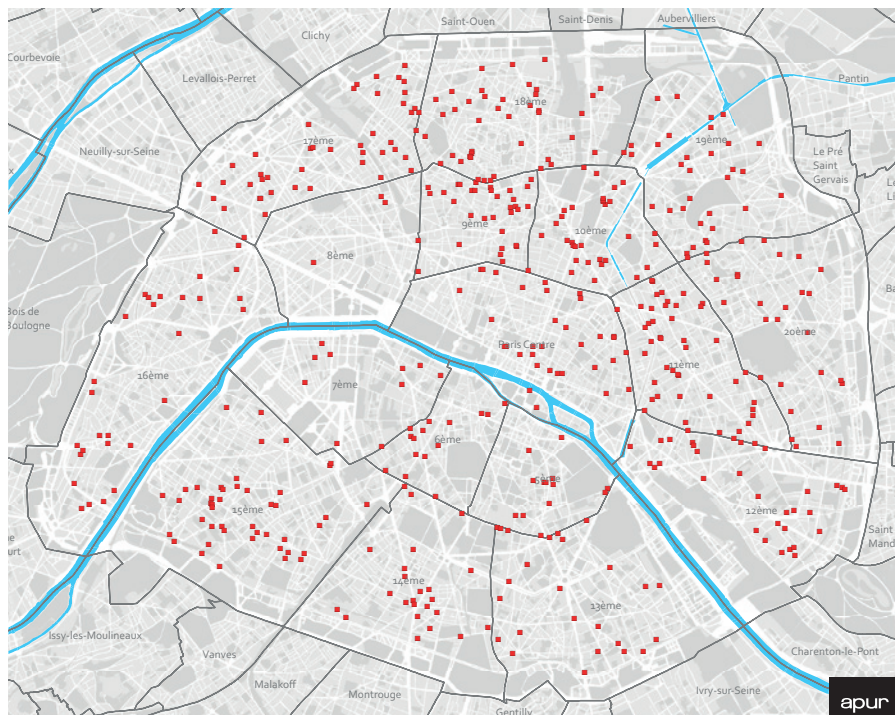 Saint-Ouen
Saint-Denis
Aubervilliers
Clichy
Courbevoie
Levallois-Perret
Pantin
18ème
17ème
19ème
Neuilly-sur-Seine
Le Pré
Saint
Gervais
9ème
10ème
8ème
Bois de
Boulogne
Paris Centre
20ème
16ème
11ème
7ème
6ème
5ème
15ème
12ème
Saint
Mand
14ème
13ème
Issy-les-Moulineaux
Vanves
Charenton-le-Pont
Malakoff
Montrouge
Ivry-sur-Seine
Gentilly
apur